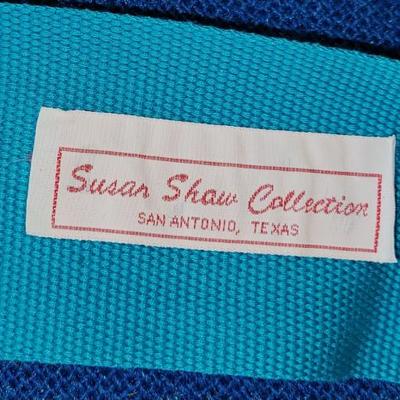 Susan Shaw Collection
SAN ANTONIO, TEXAS